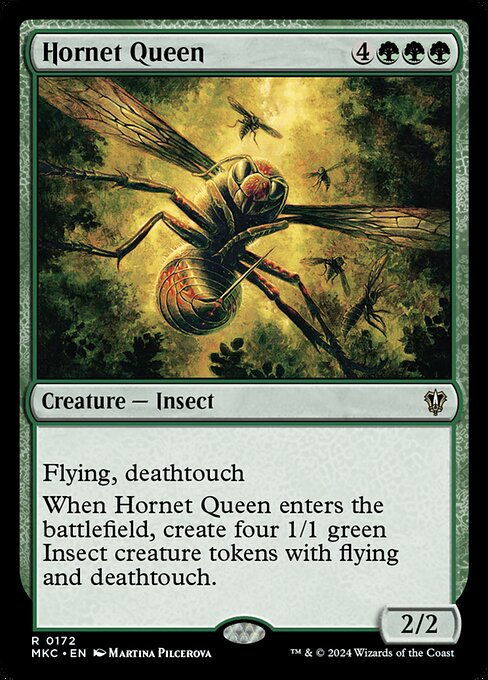 Hornet Queen 4
Creature — Insect
Flying, deathtouch
When Hornet Queen enters the
battlefield, create four 1/1 green
Insect creature tokens with flying
and deathtouch.
2/2
R 0172
MKC • EN Martina Pilcerova
™ & © 2024 Wizards of the Coast